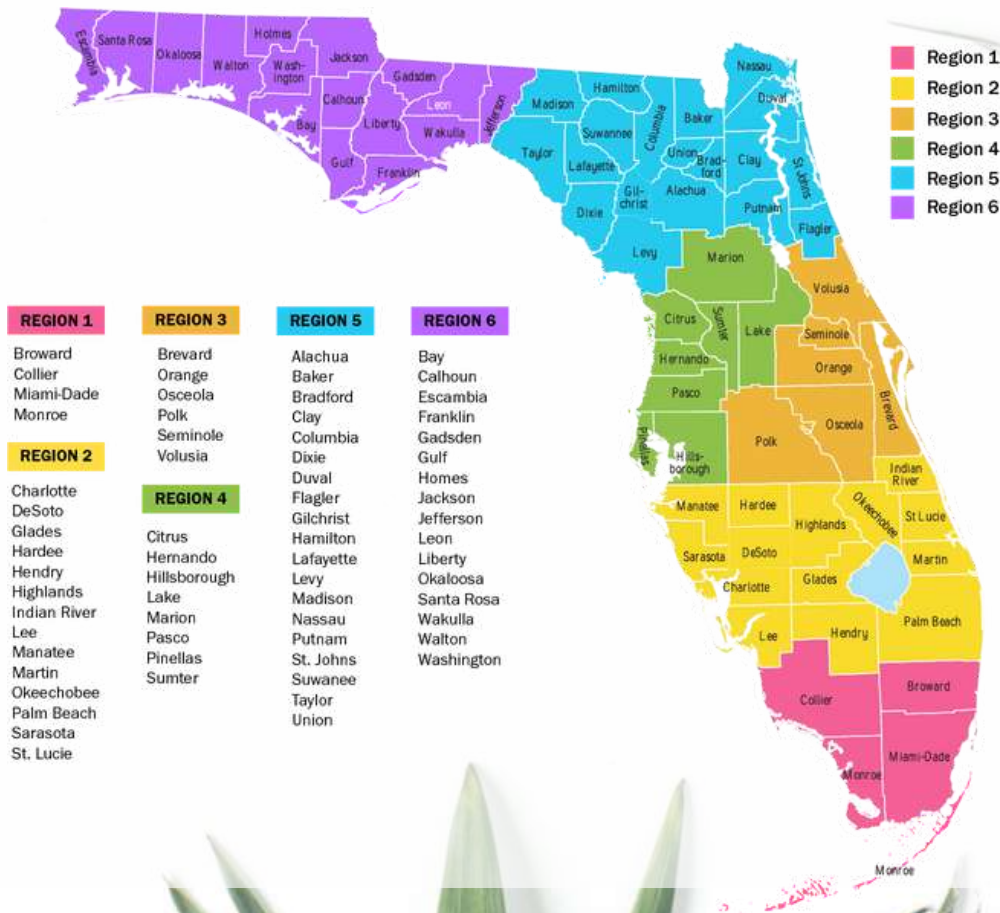 Escambia
Santa Rosa
Okaloosa
Walton
Holmes
Wash-
ington
Jackson
Bay
Calhoun
Gulf
Liberty
Gadsden
Franklin
Leon
Wakulla
Jefferson
Madison
Taylor
Hamilton
Suwannee
Lafayette
Dixie
Columbia
Gil-
christ
Levy
Baker
Union
Brad-
ford
Alachua
Nassau
Duval
Clay
St Johns
Putnam
Flagler
Marion
Citrus
Sumter
Lake
Hernando
Pasco
Pinellas
Hills-
borough
Volusia
Seminole
Orange
Osceola
Brevard
Polk
Indian
River
Manatee
Hardee
Highlands
Okeechobee
St Lucie
Sarasota
DeSoto
Martin
Charlotte
Glades
Lee
Hendry
Palm Beach
Collier
Broward
Monroe
Miami-Dade
Monroe
Region 1
Region 2
Region 3
Region 4
Region 5
Region 6
REGION 1
Broward
Collier
Miami-Dade
Monroe
REGION 2
Charlotte
DeSoto
Glades
Hardee
Hendry
Highlands
Indian River
Lee
Manatee
Martin
Okeechobee
Palm Beach
Sarasota
St. Lucie
REGION 3
Brevard
Orange
Osceola
Polk
Seminole
Volusia
REGION 4
Citrus
Hernando
Hillsborough
Lake
Marion
Pasco
Pinellas
Sumter
REGION 5
Alachua
Baker
Bradford
Clay
Columbia
Dixie
Duval
Flagler
Gilchrist
Hamilton
Lafayette
Levy
Madison
Nassau
Putnam
St. Johns
Suwanee
Taylor
Union
REGION 6
Bay
Calhoun
Escambia
Franklin
Gadsden
Gulf
Homes
Jackson
Jefferson
Leon
Liberty
Okaloosa
Santa Rosa
Wakulla
Walton
Washington